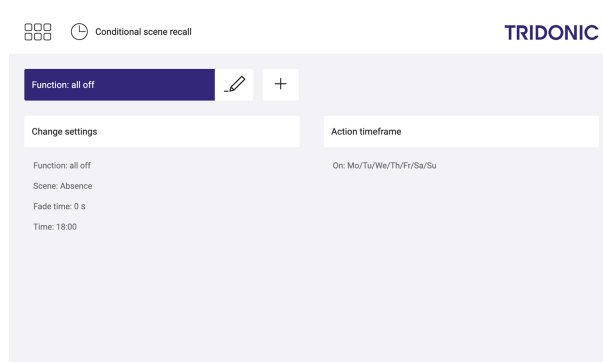 Conditional scene recall
TRIDONIC
Function: all off
Change settings
Action timeframe
Function: all off
On: Mo/Tu/We/Th/Fr/Sa/Su
Scene: Absence
Fade time: 0 s
Time: 18:00